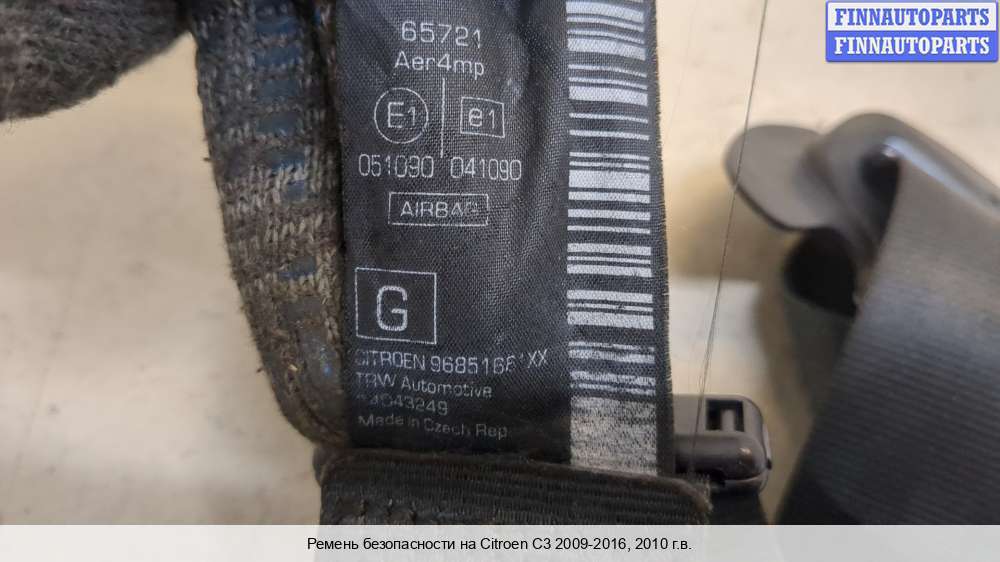 FINNAUTOPARTS
FINNAUTOPARTS
65721
Aer4mp
E1 e1
051090 041090
AIRBAG
G
CITROEN
TRW Automotive
Made in Czech Rep
Ремень безопасности на Citroen C3 2009-2016, 2010 г.в.